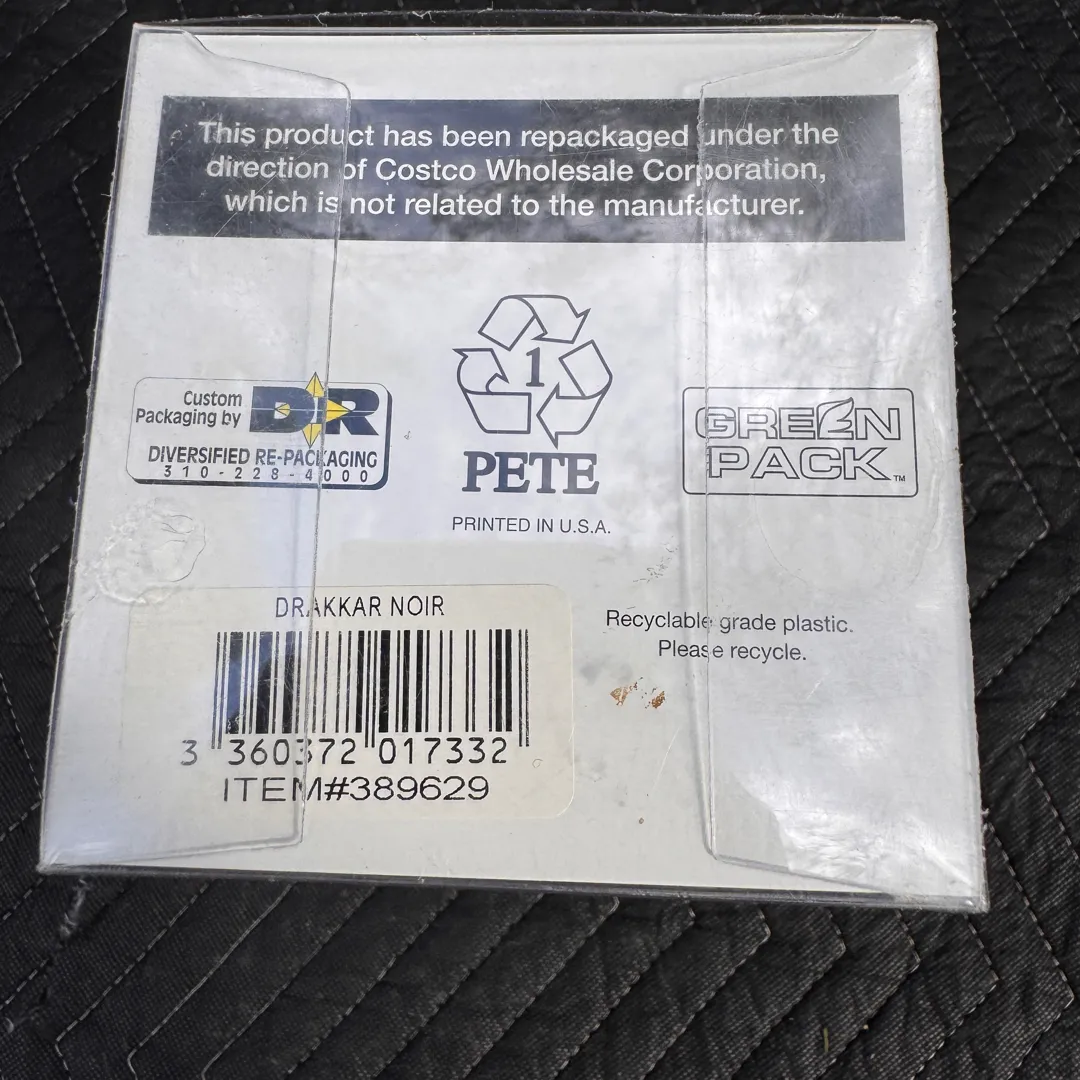 This product has been repackaged under the
direction of Costco Wholesale Corporation,
which is not related to the manufacturer.
1
PETE
PRINTED IN U.S.A.
Custom
Packaging by
DR
DIVERSIFIED RE-PACKAGING
310-228-4000
GREEN
PACK™
DRAKKAR NOIR
3 360372 017332
ITEM#389629
Recyclable grade plastic.
Please recycle.